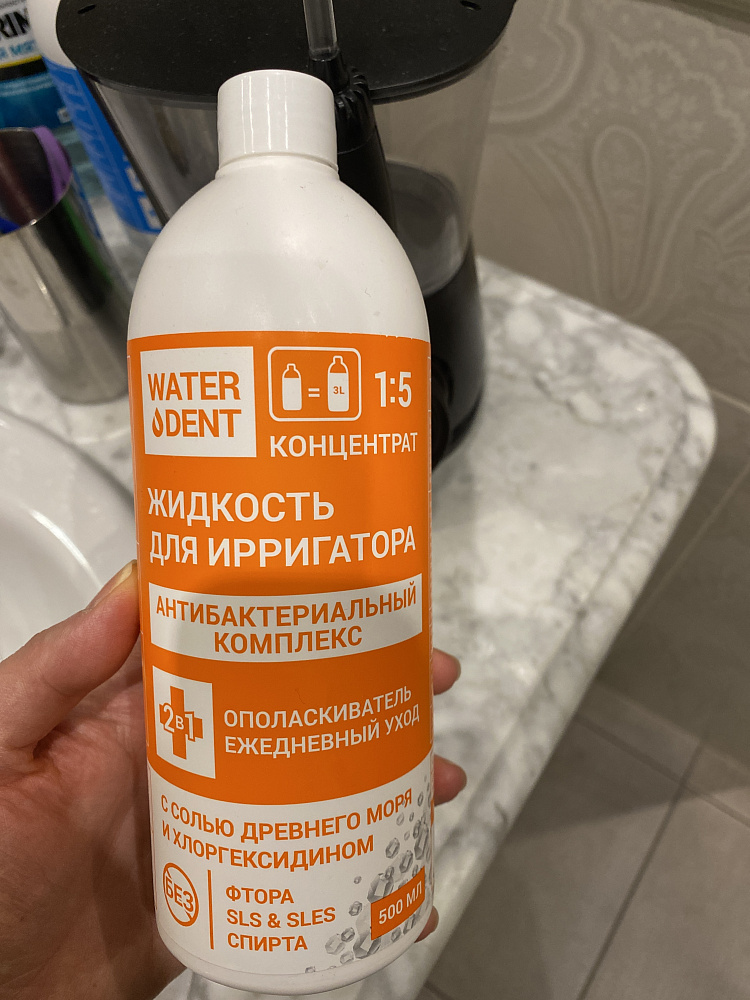 WATER
DENT
3L
=
1:5
КОНЦЕНТРАТ
ЖИДКОСТЬ
ДЛЯ ИРРИГАТОРА
АНТИБАКТЕРИАЛЬНЫЙ
КОМПЛЕКС
2в1
ОПОЛАСКИВАТЕЛЬ
ЕЖЕДНЕВНЫЙ УХОД
С СОЛЬЮ ДРЕВНЕГО МОРЯ
И ХЛОРГЕКСИДИНОМ
БЕЗ
ФТОРА
SLS & SLES
СПИРТА
500 МЛ